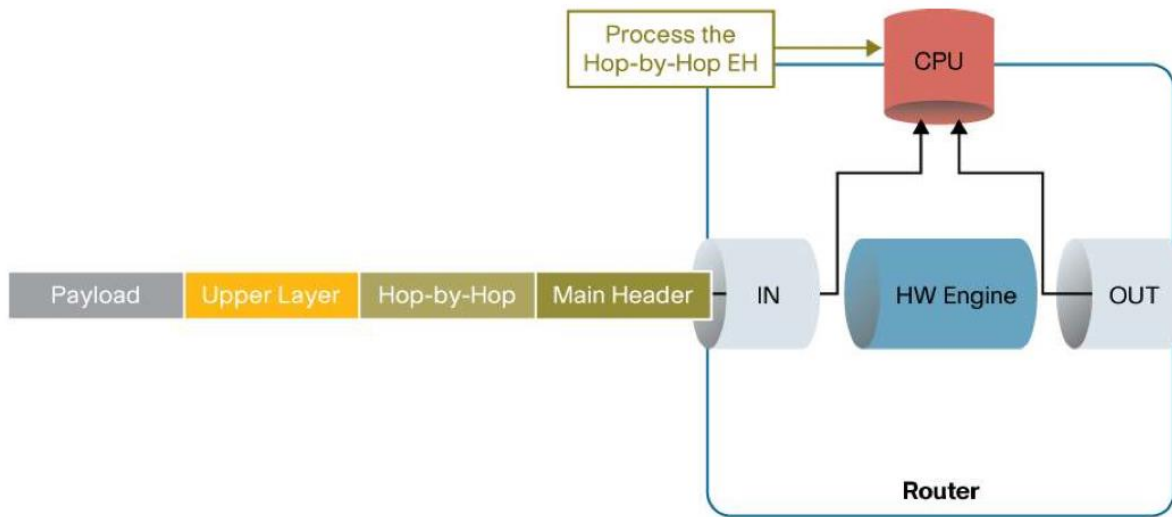 Process the
Hop-by-Hop EH
CPU
Payload
Upper Layer
Hop-by-Hop
Main Header
IN
HW Engine
OUT
Router